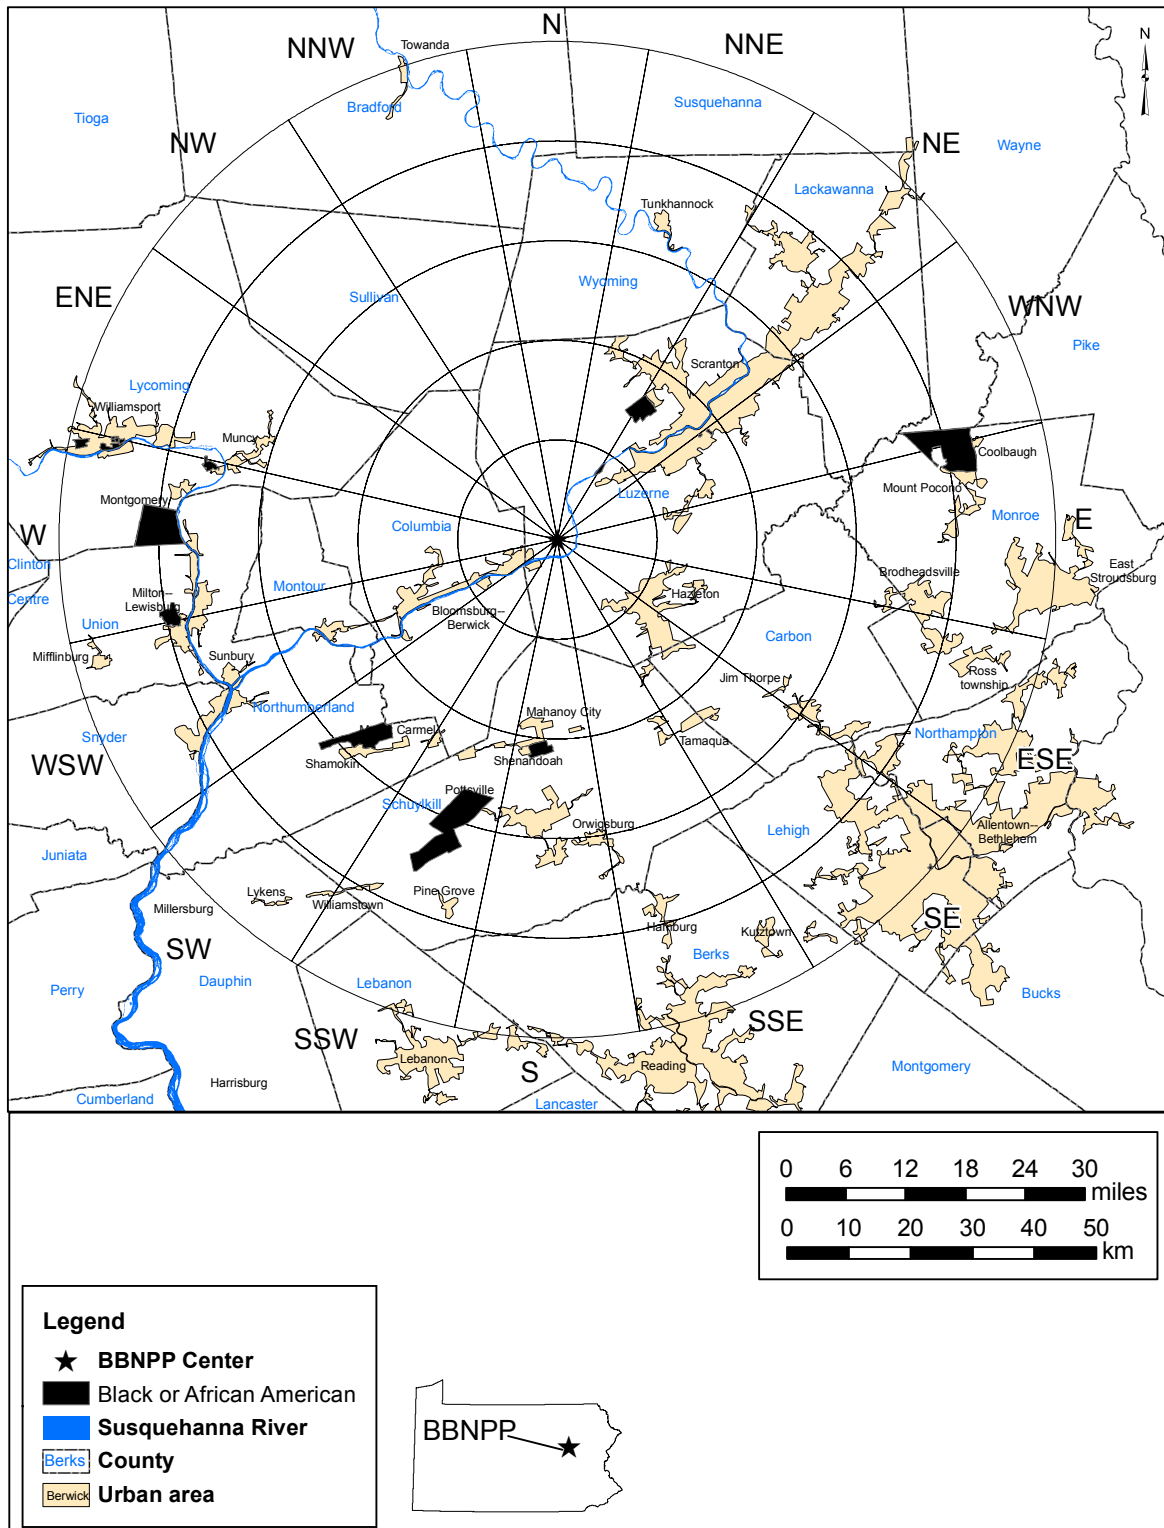 N
NNW
Towanda
NNE
N
Bradford
Susquehanna
Tioga
NW
NE
Wayne
Lackawanna
Tunkhannock
ENE
Sullivan
Wyoming
WNW
Pike
Lycoming
Scranton
Williamsport
Muncy
Coolbaugh
Mount Pocono
Montgomery
Luzerne
Monroe
W
Columbia
E
Clinton
Centre
Montour
Hazleton
Brodheadsville
East
Stroudsburg
Milton--
Lewisburg
Bloomsburg--
Berwick
Union
Carbon
Mifflinburg
Sunbury
Jim Thorpe
Ross
township
Northumberland
Mahanoy City
Carmel
Snyder
Tamaqua
Northampton
WSW
Shamokin
Shenandoah
ESE
Pottsville
Schuylkill
Orwigsburg
Lehigh
Allentown--
Bethlehem
Juniata
Lykens
Williamstown
Pine Grove
Millersburg
Hamburg
Kutztown
SE
SW
Berks
Perry
Dauphin
Lebanon
Bucks
SSW
SSE
Lebanon
S
Reading
Montgomery
Harrisburg
Cumberland
Lancaster
0 6 12 18 24 30
miles
0 10 20 30 40 50
km
Legend
BBNPP Center
Black or African American
Susquehanna River
Berks County
Berwick Urban area
BBNPP